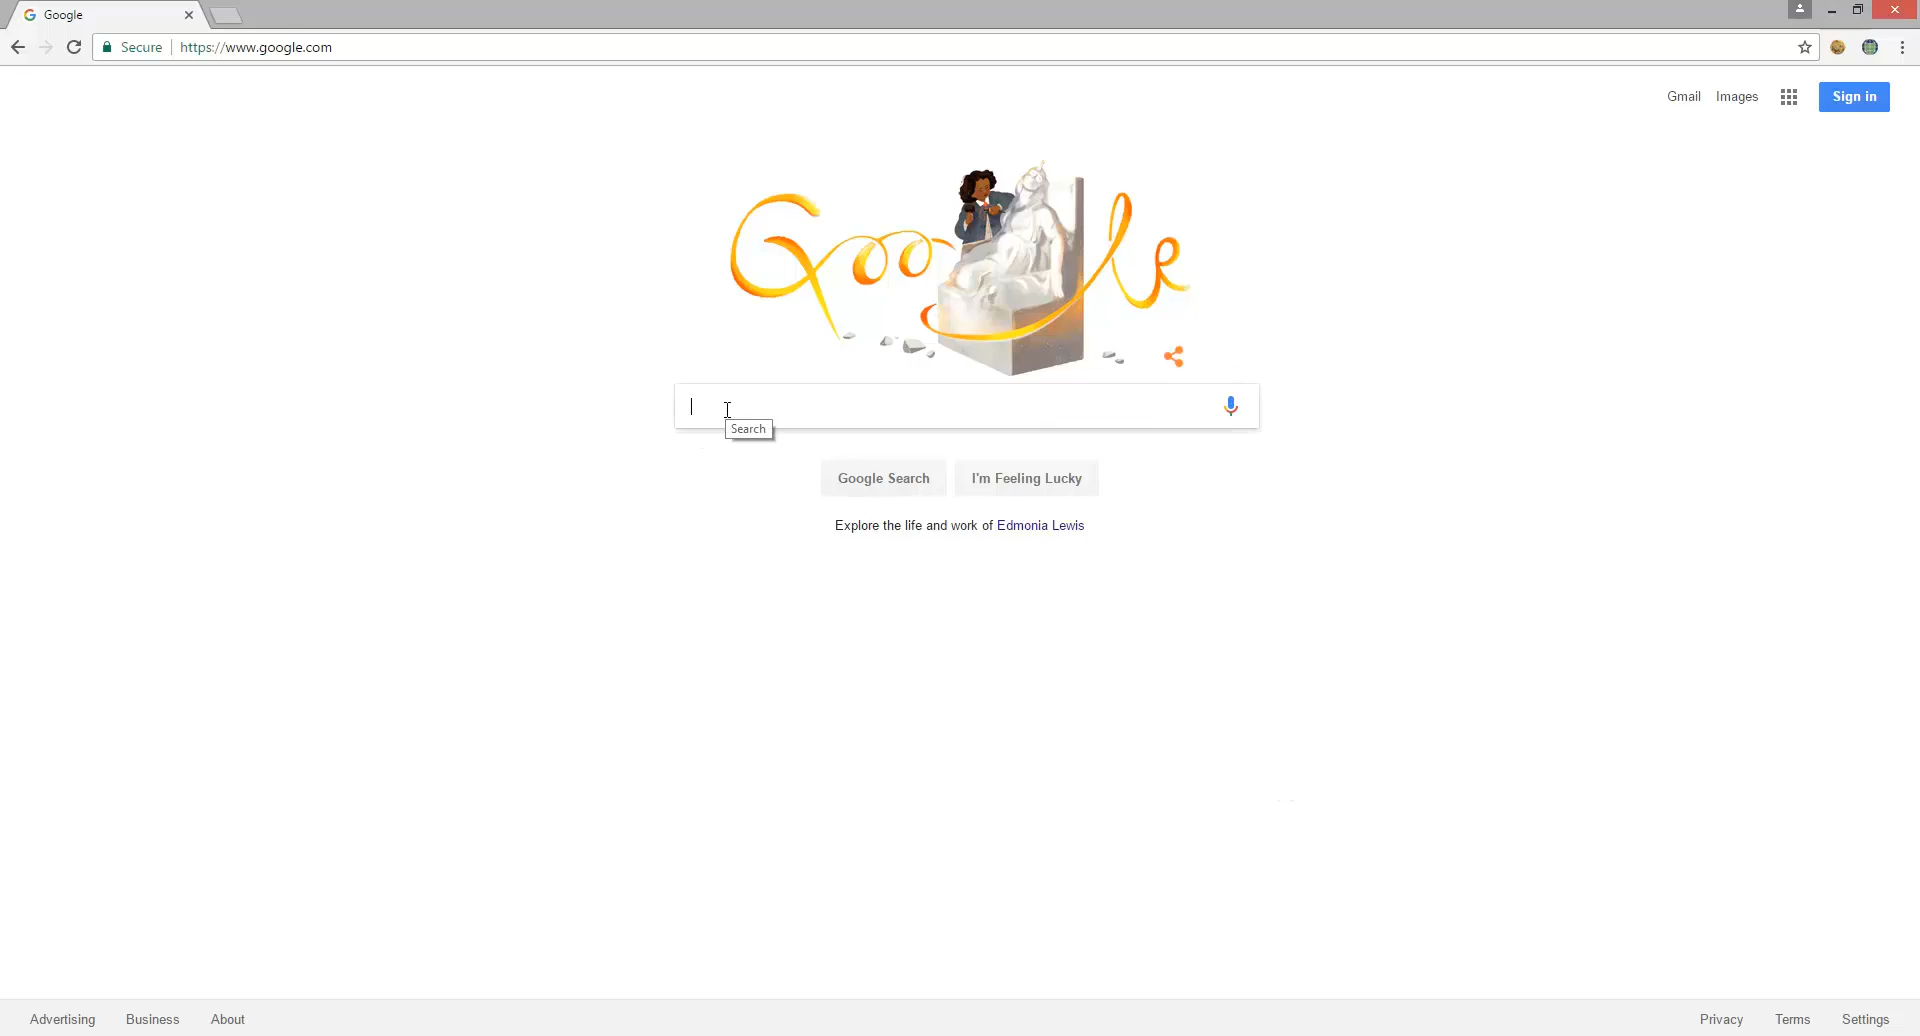 Google
Secure https://www.google.com
Gmail Images Sign in
Google
Search
Google Search I'm Feeling Lucky
Explore the life and work of Edmonia Lewis
Advertising Business About Privacy Terms Settings